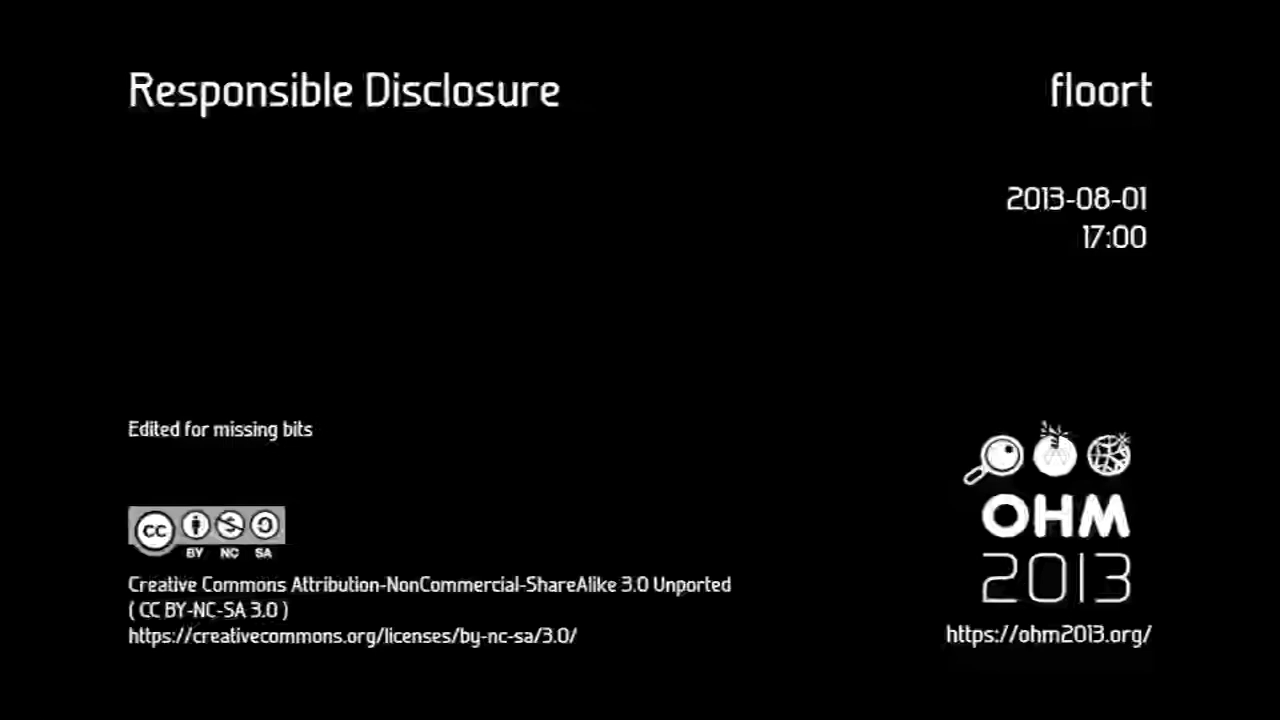 Responsible Disclosure
floort
2013-08-01
17:00
Edited for missing bits
CC BY NC SA
Creative Commons Attribution-NonCommercial-ShareAlike 3.0 Unported
( CC BY-NC-SA 3.0 )
https://creativecommons.org/licenses/by-nc-sa/3.0/
OHM
2013
https://ohm2013.org/